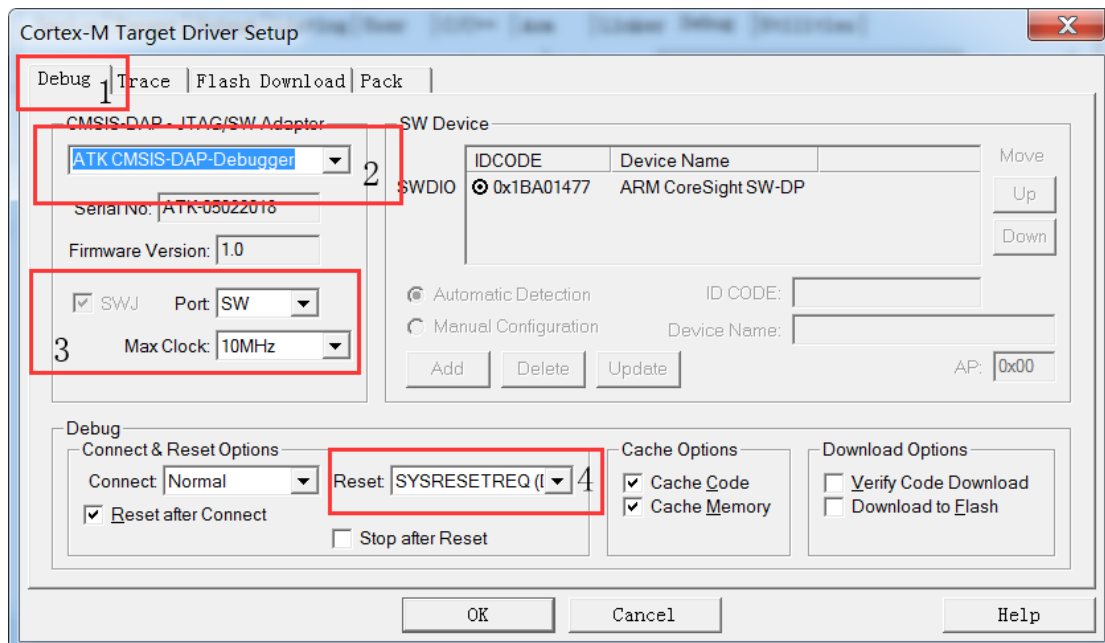 Cortex-M Target Driver Setup
Debug 1 Trace Flash Download Pack
CMSIS-DAP - JTAG/SW Adaptor
ATK CMSIS-DAP-Debugger 2
Serial No: ATK-05022018
Firmware Version: 1.0
SWJ Port: SW
3 Max Clock: 10MHz
SW Device
IDCODE Device Name
SWDIO 0x1BA01477 ARM CoreSight SW-DP
Move
Up
Down
Automatic Detection ID CODE:
Manual Configuration Device Name:
Add Delete Update AP: 0x00
Debug
Connect & Reset Options
Connect: Normal Reset: SYSRESETREQ (I 4
Reset after Connect
Stop after Reset
Cache Options
Cache Code
Cache Memory
Download Options
Verify Code Download
Download to Flash
OK Cancel Help